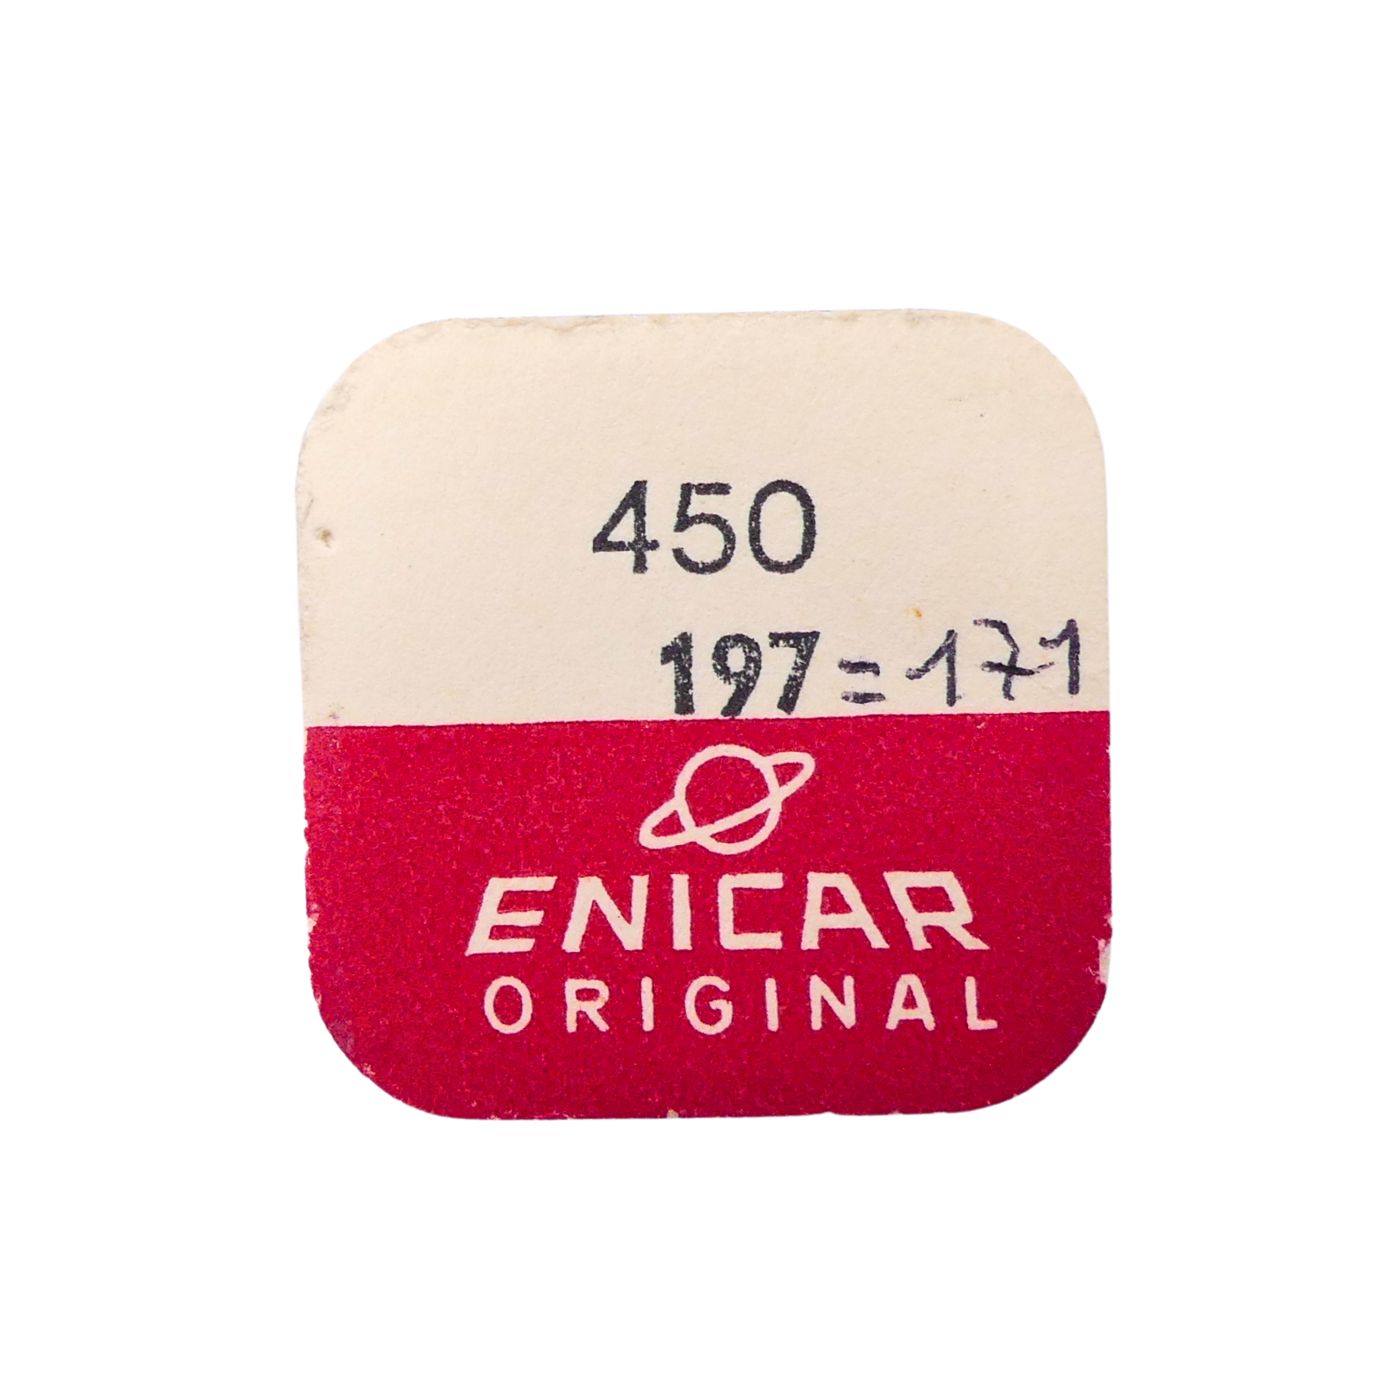 450
197 = 171
ENICAR
ORIGINAL